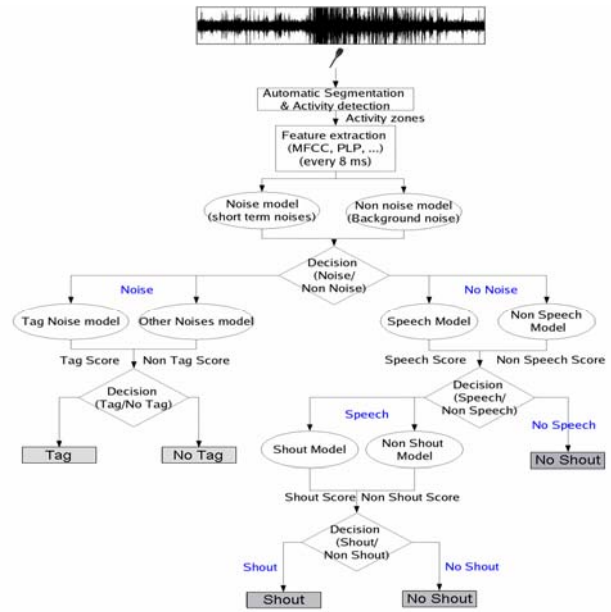 Automatic Segmentation
& Activity detection
Activity zones
Feature extraction
(MFCC, PLP, ...)
(every 8 ms)
Noise model
(short term noises)
Non noise model
(Background noise)
Decision
(Noise/
Non Noise)
Noise
No Noise
Tag Noise model
Other Noises model
Speech Model
Non Speech
Model
Tag Score
Non Tag Score
Speech Score
Non Speech Score
Decision
(Tag/No Tag)
Decision
(Speech/
Non Speech)
Speech
No Speech
Tag
No Tag
Shout Model
Non Shout
Model
No Shout
Shout Score
Non Shout Score
Decision
(Shout/
Non Shout)
Shout
No Shout
Shout
No Shout